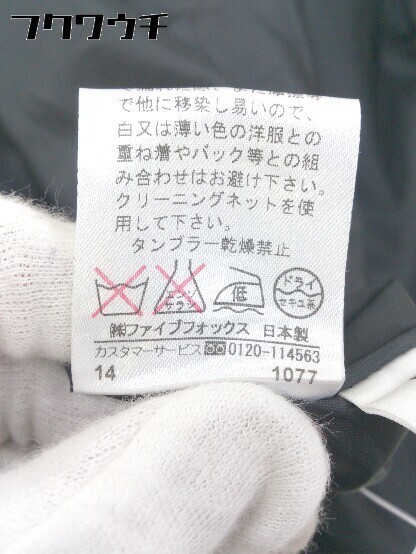 フクワウチ
で他に移染し易いので、
白又は薄い色の洋服との
重ね着やバック等との組
み合わせはお避け下さい。
クリーニングネットを使
用して下さい。
タンブラー乾燥禁止
エンソ サラシ 低 ドライ セキユ系
㈱ファイブフォックス 日本製
カスタマーサービス 0120-114563
14 1077